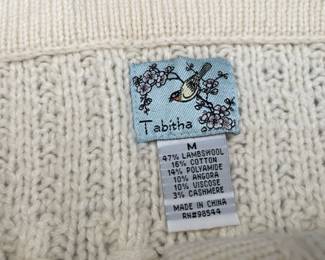 Tabitha
M
47% LAMBSWOOL
16% COTTON
14% POLYAMIDE
10% ANGORA
10% VISCOSE
3% CASHMERE
MADE IN CHINA
RN#98544